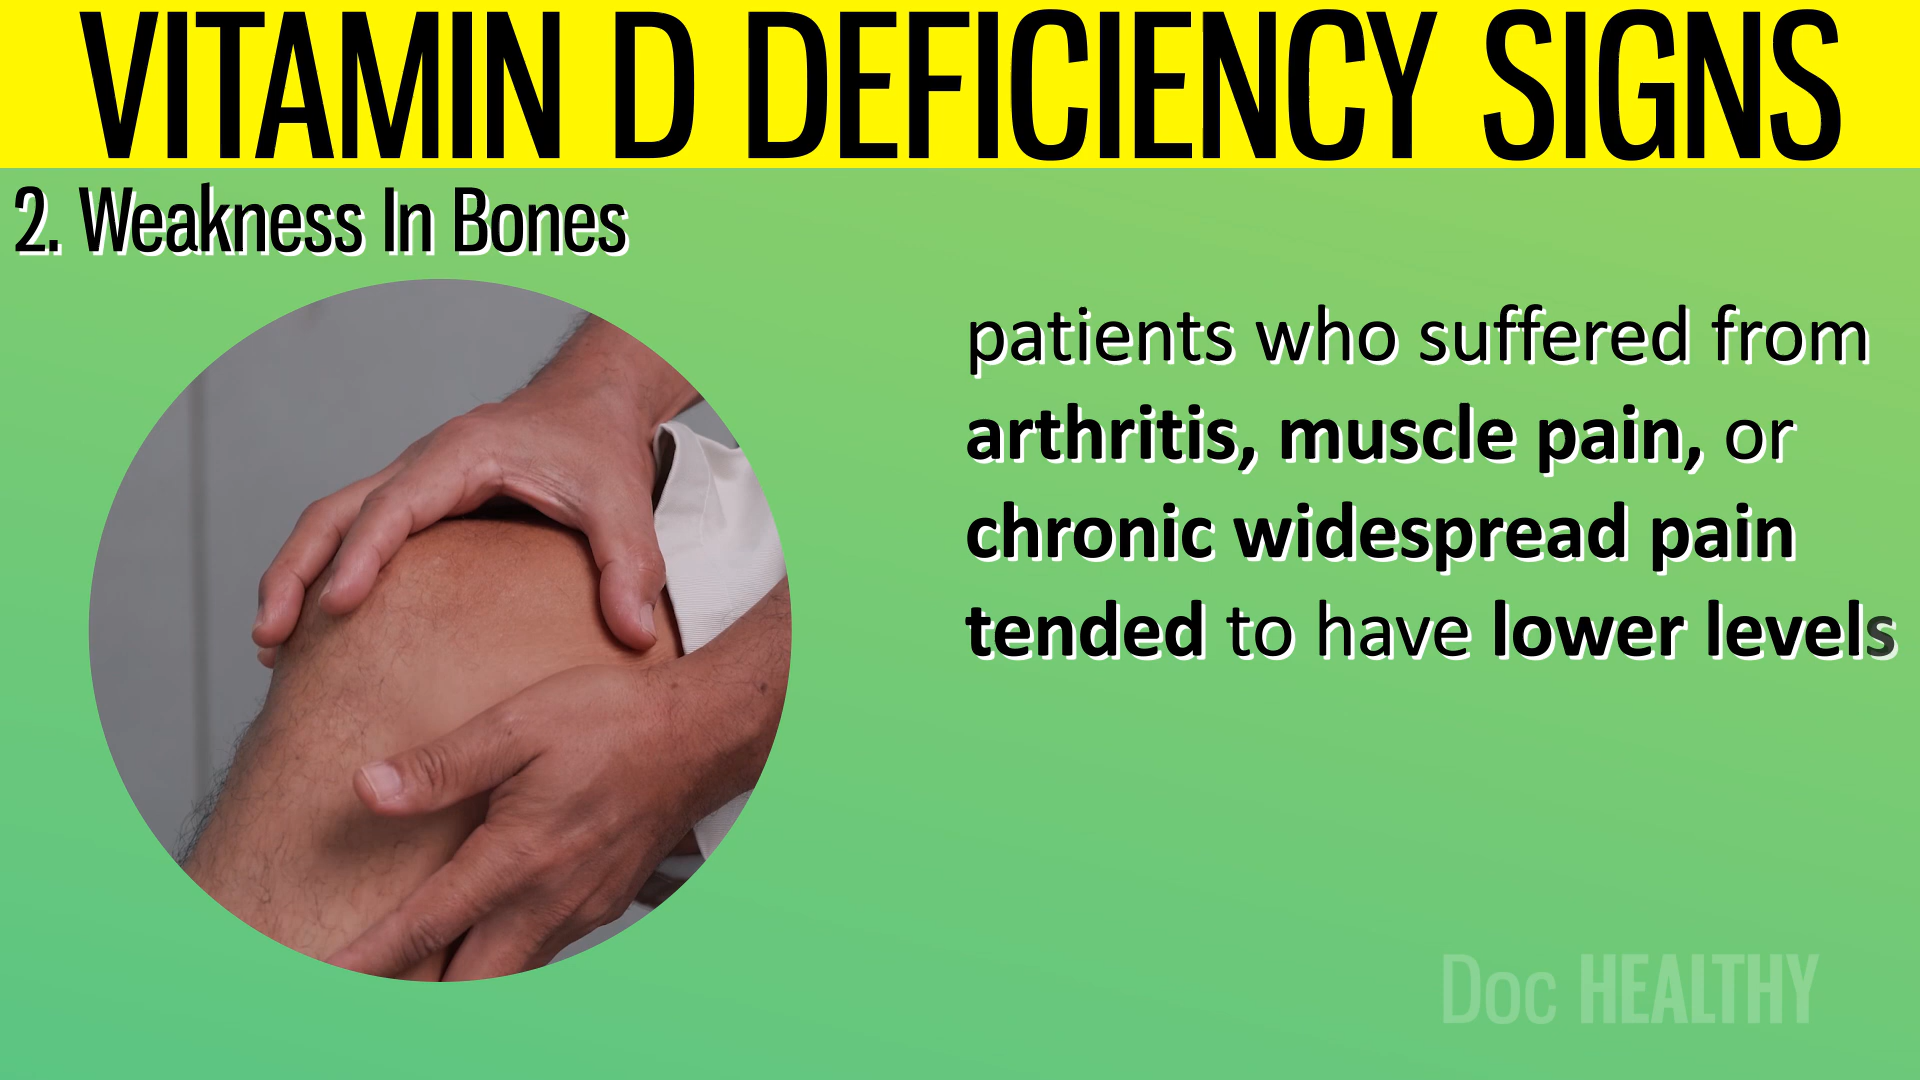 VITAMIN D DEFICIENCY SIGNS
2. Weakness In Bones
patients who suffered from
arthritis, muscle pain, or
chronic widespread pain
tended to have lower levels
Doc HEALTHY